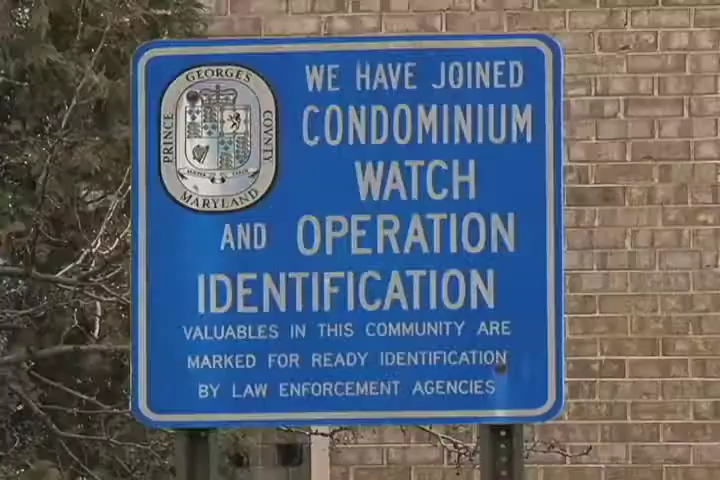 GEORGES
PRINCE
COUNTY
MARYLAND
WE HAVE JOINED
CONDOMINIUM
WATCH
AND OPERATION
IDENTIFICATION
VALUABLES IN THIS COMMUNITY ARE
MARKED FOR READY IDENTIFICATION
BY LAW ENFORCEMENT AGENCIES